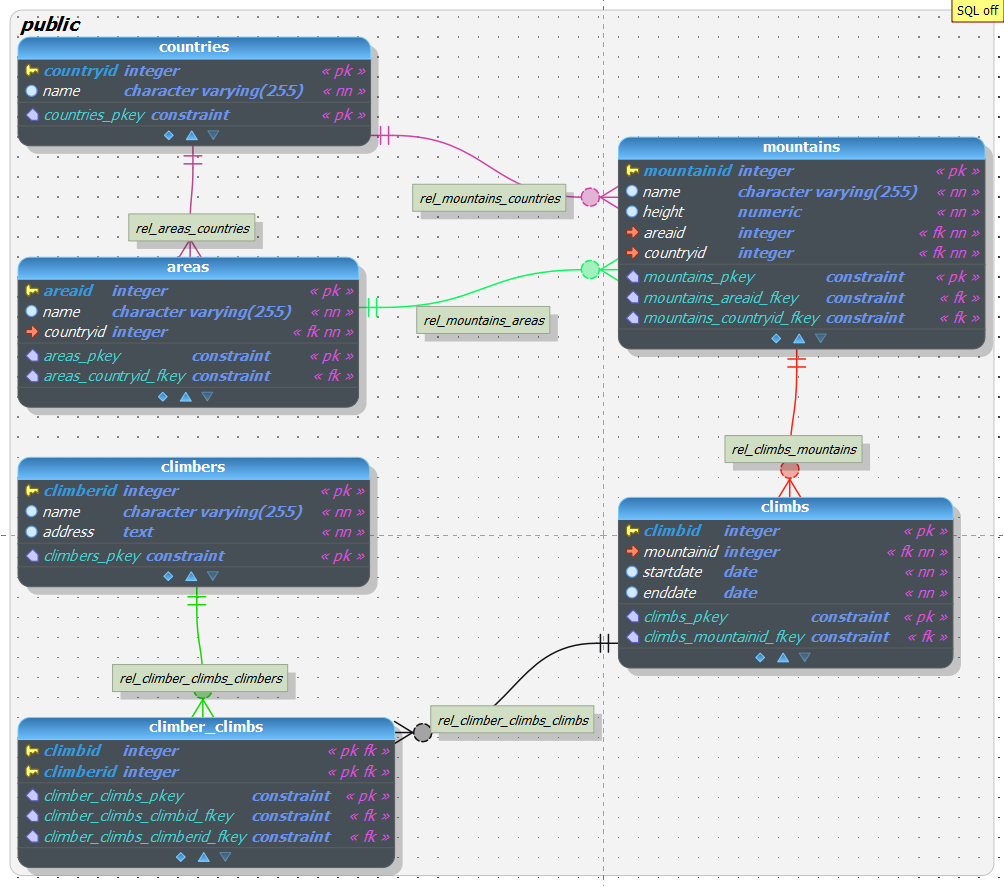 SQL off
public
countries
countryid integer « pk »
name character varying(255) « nn »
countries_pkey constraint « pk »
rel_mountains_countries
mountains
mountainid integer « pk »
name character varying(255) « nn »
height numeric « nn »
areaid integer « fk nn »
countryid integer « fk nn »
mountains_pkey constraint « pk »
mountains_areaid_fkey constraint « fk »
mountains_countryid_fkey constraint « fk »
rel_areas_countries
areas
areaid integer « pk »
name character varying(255) « nn »
countryid integer « fk nn »
areas_pkey constraint « pk »
areas_countryid_fkey constraint « fk »
rel_mountains_areas
rel_climbs_mountains
climbers
climberid integer « pk »
name character varying(255) « nn »
address text « nn »
climbers_pkey constraint « pk »
climbs
climbid integer « pk »
mountainid integer « fk nn »
startdate date « nn »
enddate date « nn »
climbs_pkey constraint « pk »
climbs_mountainid_fkey constraint « fk »
rel_climber_climbs_climbers
rel_climber_climbs_climbs
climber_climbs
climbid integer « pk fk »
climberid integer « pk fk »
climber_climbs_pkey constraint « pk »
climber_climbs_climbid_fkey constraint « fk »
climber_climbs_climberid_fkey constraint « fk »